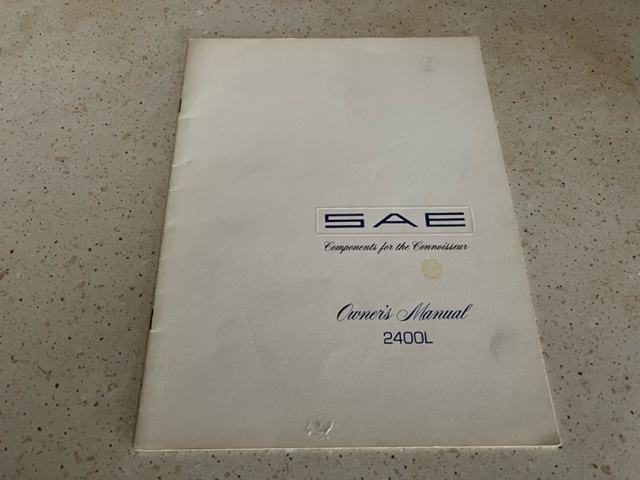 SAE
Components for the Connoisseur
Owner's Manual
2400L